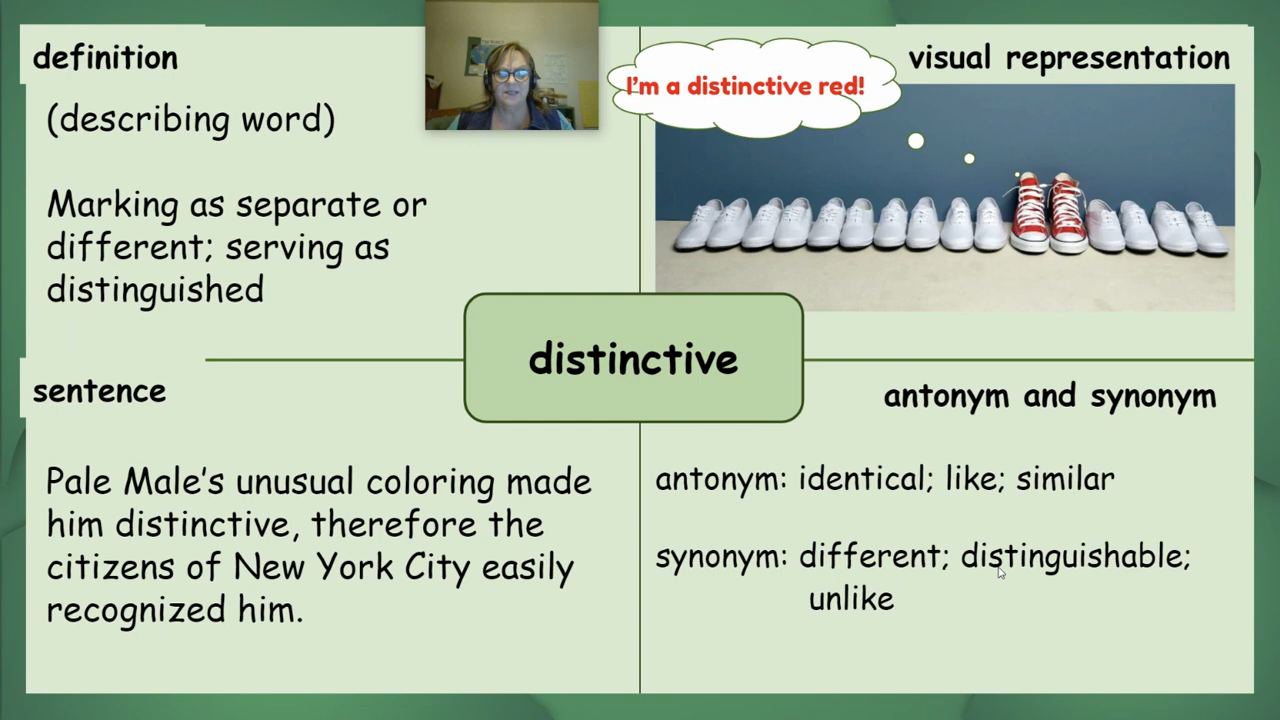 definition
(describing word)
Marking as separate or
different; serving as
distinguished
I'm a distinctive red!
visual representation
distinctive
sentence
Pale Male's unusual coloring made
him distinctive, therefore the
citizens of New York City easily
recognized him.
antonym and synonym
antonym: identical; like; similar
synonym: different; distinguishable;
unlike